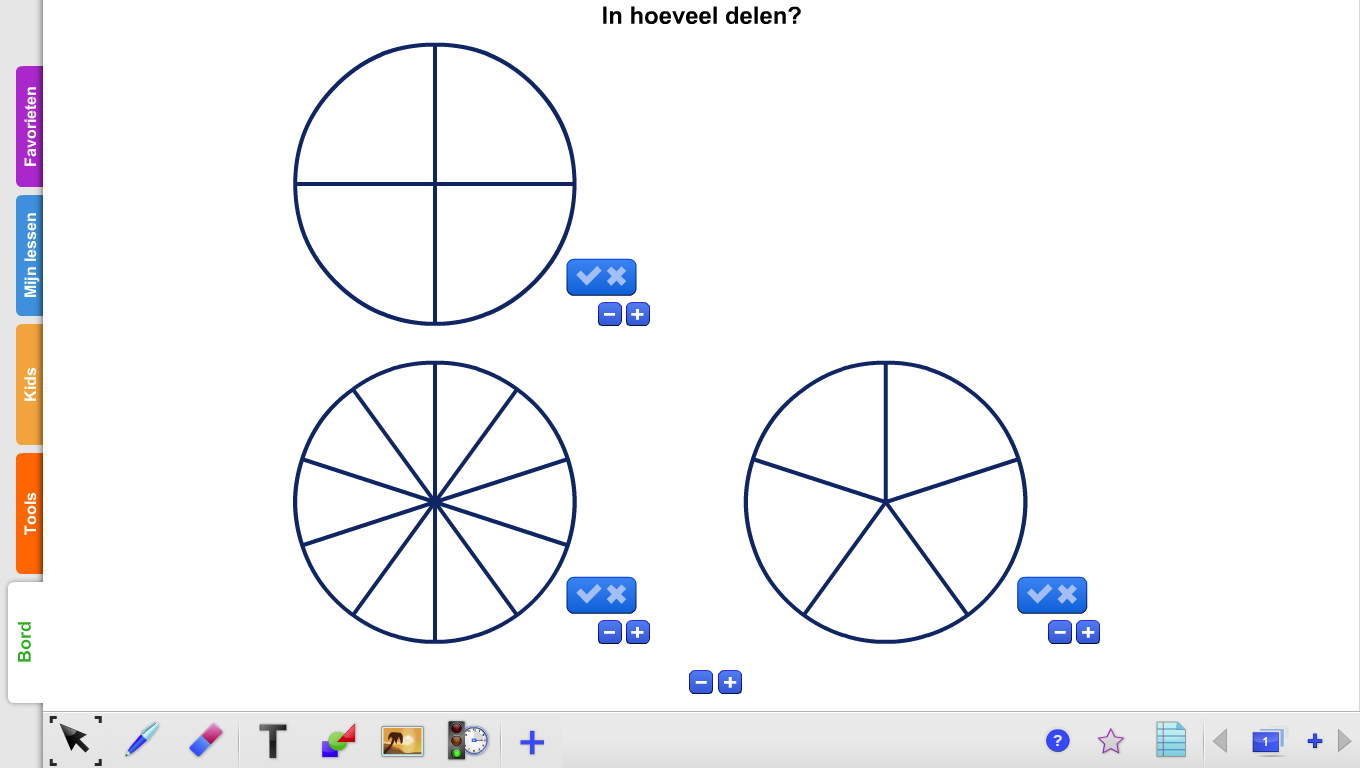 In hoeveel delen?
Favorieten
Mijn lessen
Kids
Tools
Bord
T
?
1